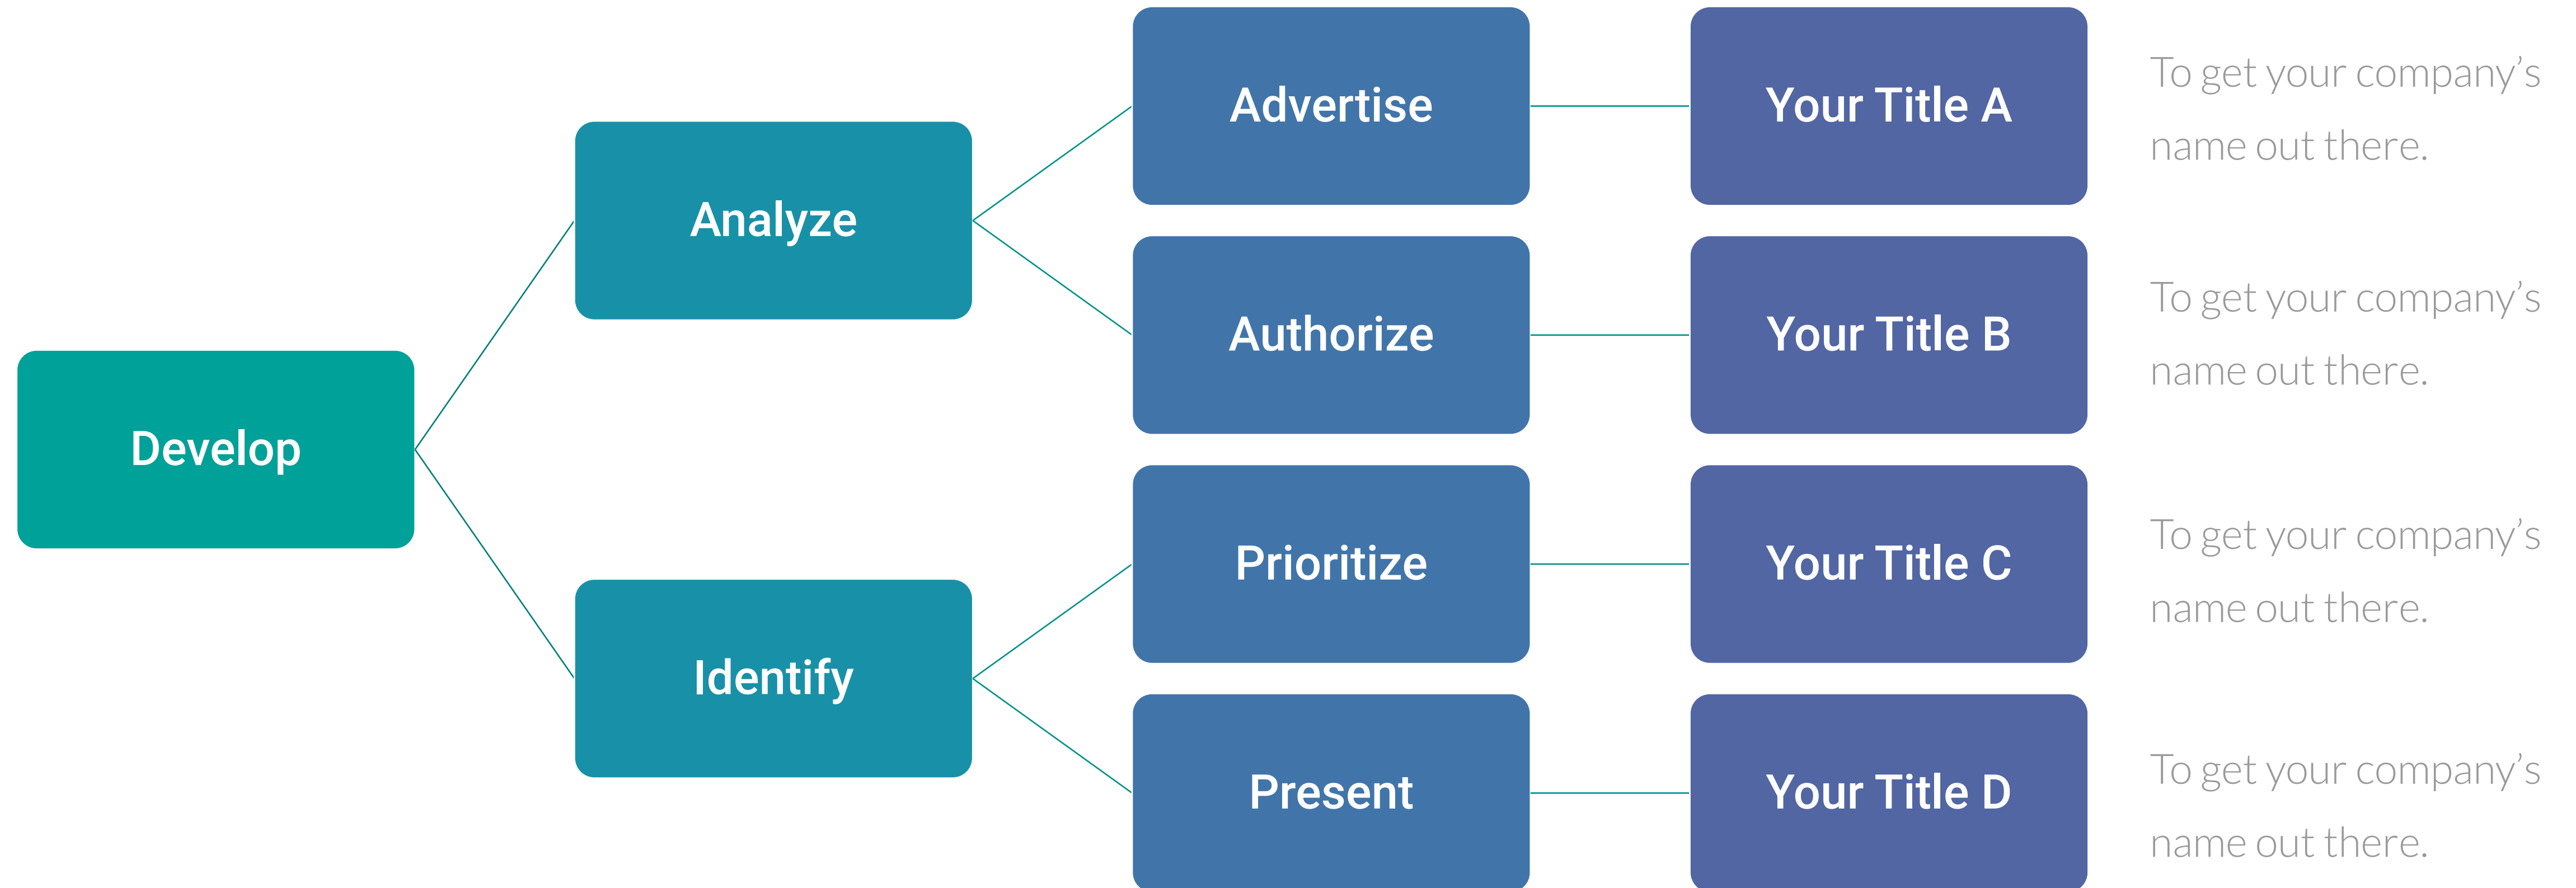 Develop
Analyze
Identify
Advertise
Authorize
Prioritize
Present
Your Title A
Your Title B
Your Title C
Your Title D
To get your company’s
name out there.
To get your company’s
name out there.
To get your company’s
name out there.
To get your company’s
name out there.